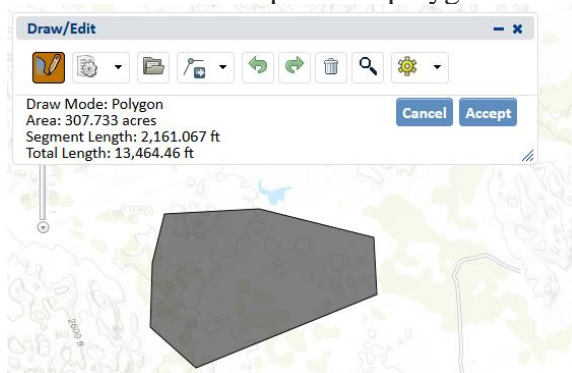 Draw/Edit
Draw Mode: Polygon
Area: 307.733 acres
Segment Length: 2,161.067 ft
Total Length: 13,464.46 ft
Cancel Accept
2600 ft